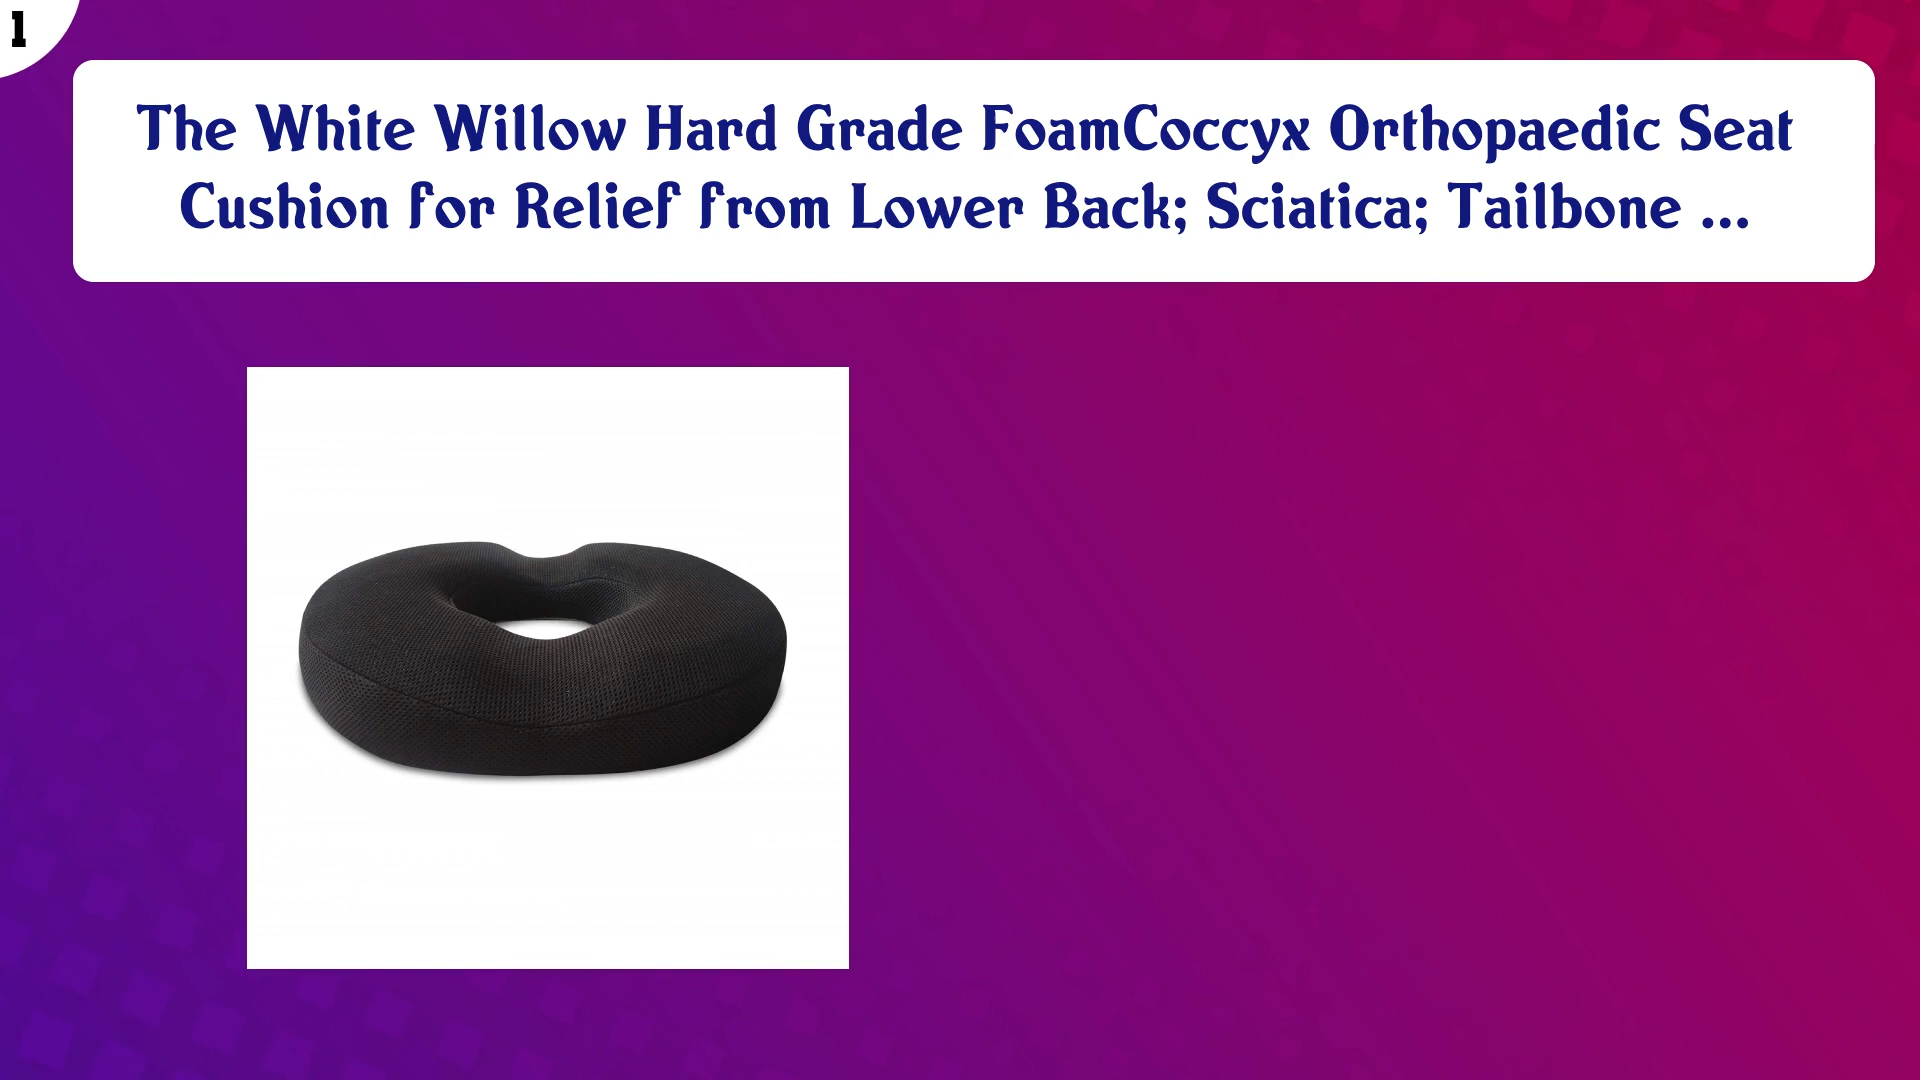 1
The White Willow Hard Grade FoamCoccyx Orthopaedic Seat
Cushion for Relief from Lower Back; Sciatica; Tailbone ...